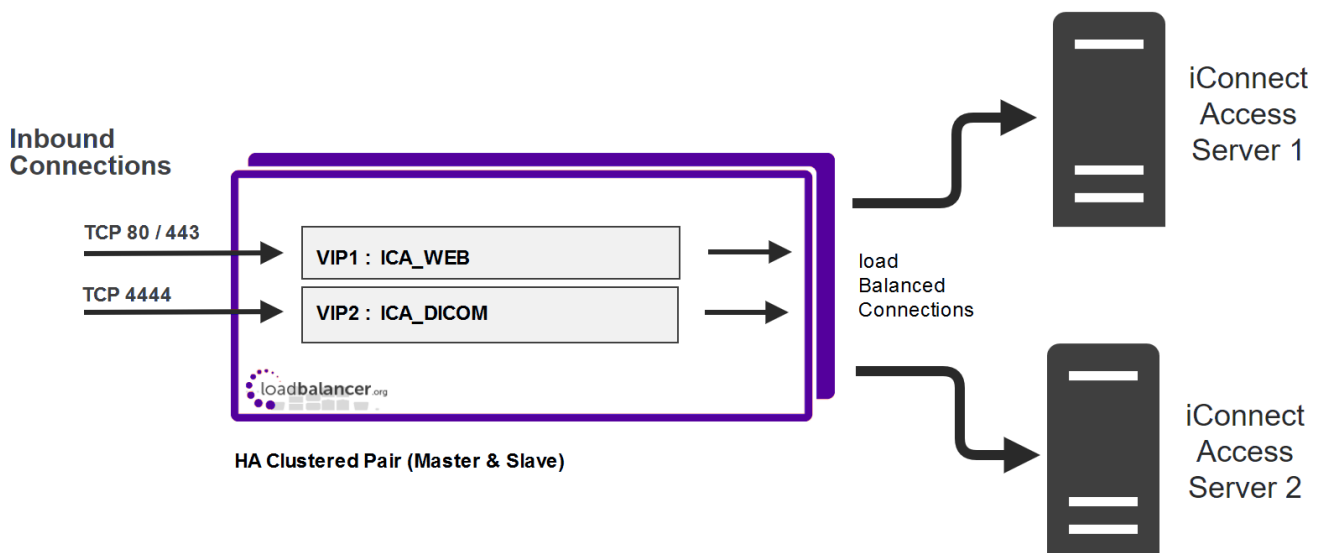 Inbound
Connections
TCP 80 / 443
TCP 4444
VIP1 : ICA_WEB
VIP2 : ICA_DICOM
loadbalancer.org
HA Clustered Pair (Master & Slave)
load
Balanced
Connections
iConnect
Access
Server 1
iConnect
Access
Server 2